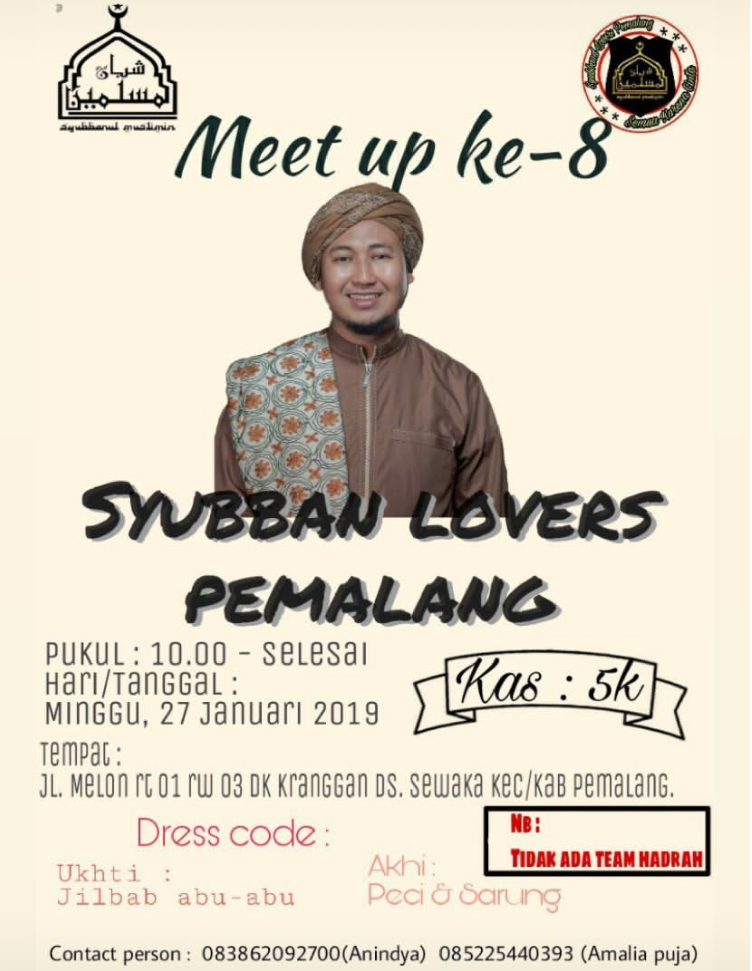 شبان
المسلمين
syubbanul muslimin
Syubban Lovers Pemalang
شبان
المسلمين
syubbanul muslimin
Semua Karena Cinta
Meet up ke-8
Syubban Lovers
Pemalang
Pukul : 10.00 - Selesai
Hari/Tanggal :
Minggu, 27 Januari 2019
Kas : 5k
Tempat :
Jl. Melon rt 01 rw 03 DK Kranggan DS. Sewaka Kec/Kab Pemalang.
Dress code :
Ukhti :
Jilbab abu-abu
Akhi :
Peci & Sarung
NB :
Tidak ada team hadrah
Contact person : 083862092700(Anindya) 085225440393 (Amalia puja)